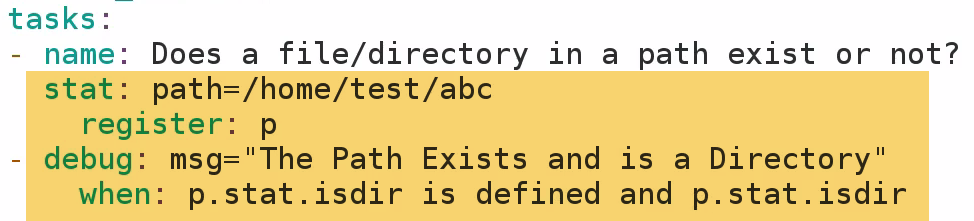 tasks:
- name: Does a file/directory in a path exist or not?
  stat: path=/home/test/abc
    register: p
- debug: msg="The Path Exists and is a Directory"
    when: p.stat.isdir is defined and p.stat.isdir